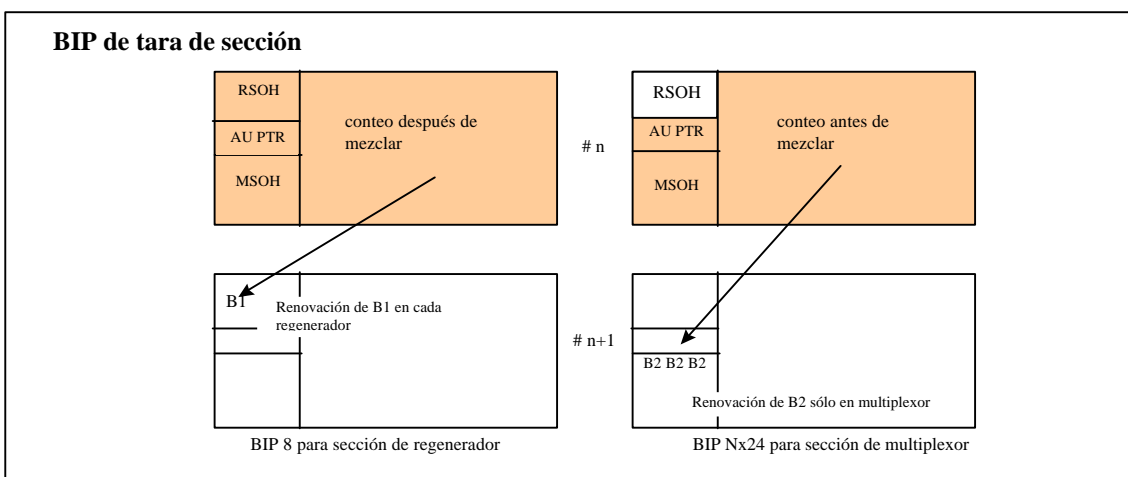 BIP de tara de sección
RSOH
AU PTR
MSOH
conteo después de
mezclar
# n
RSOH
AU PTR
MSOH
conteo antes de
mezclar
B1
Renovación de B1 en cada
regenerador
# n+1
B2 B2 B2
Renovación de B2 sólo en multiplexor
BIP 8 para sección de regenerador
BIP Nx24 para sección de multiplexor